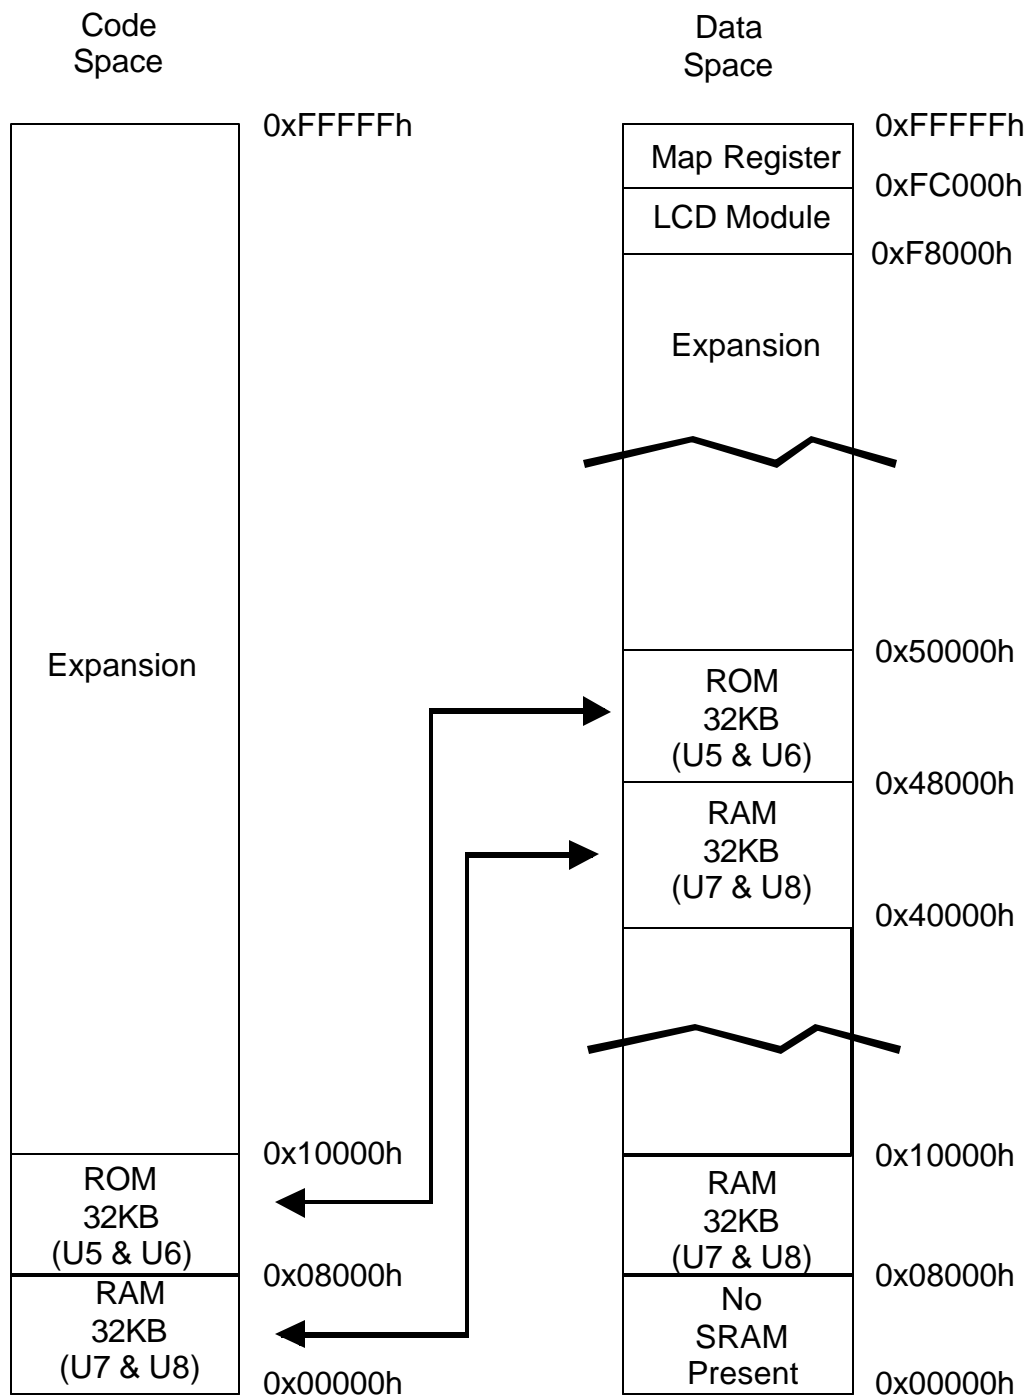 Code
Space
0xFFFFFh
Expansion
0x10000h
ROM
32KB
(U5 & U6)
0x08000h
RAM
32KB
(U7 & U8)
0x00000h
Data
Space
0xFFFFFh
Map Register
0xFC000h
LCD Module
0xF8000h
Expansion
0x50000h
ROM
32KB
(U5 & U6)
0x48000h
RAM
32KB
(U7 & U8)
0x40000h
0x10000h
RAM
32KB
(U7 & U8)
0x08000h
No
SRAM
Present
0x00000h